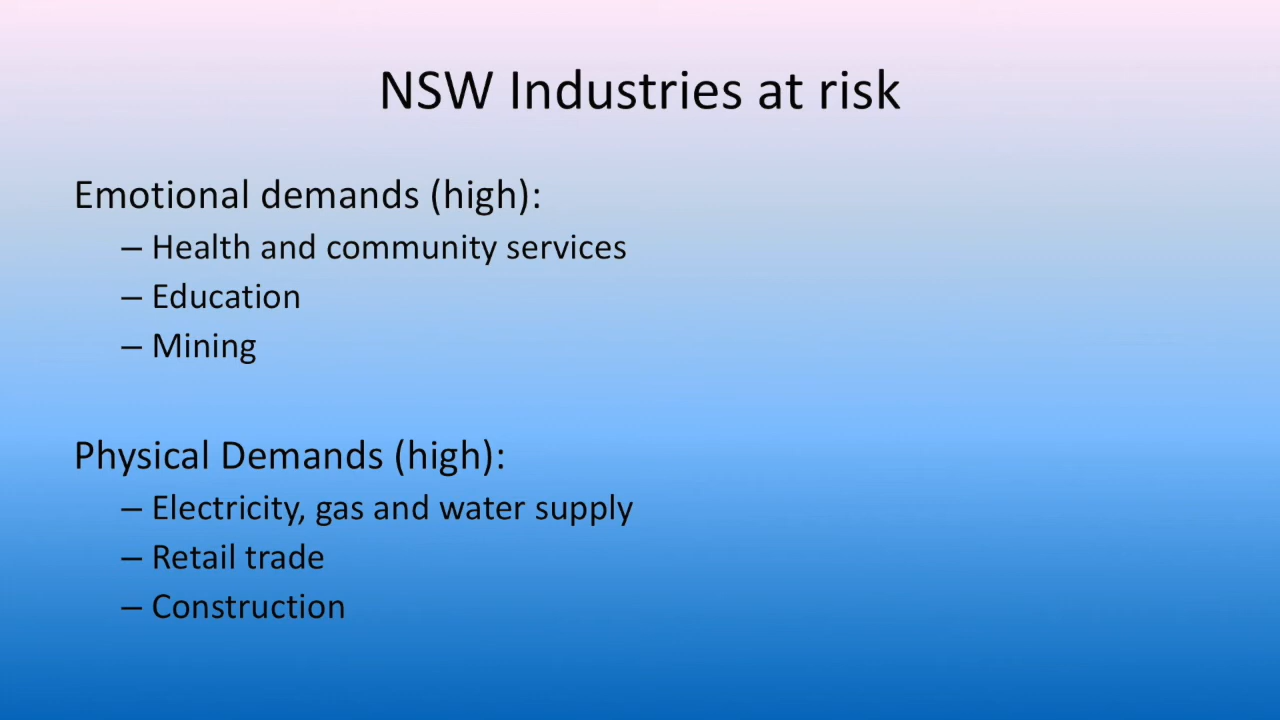 NSW Industries at risk
Emotional demands (high):
– Health and community services
– Education
– Mining
Physical Demands (high):
– Electricity, gas and water supply
– Retail trade
– Construction